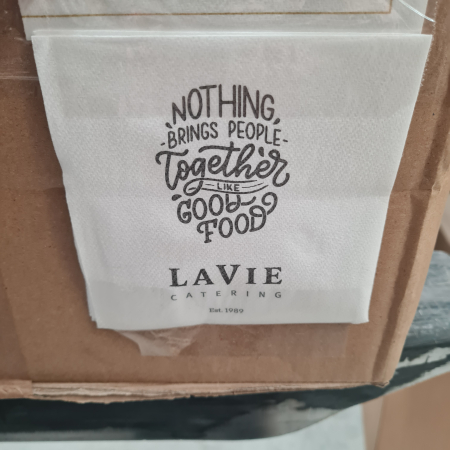 NOTHING
BRINGS PEOPLE
Together
LIKE
GOOD
FOOD
LAVIE
CATERING
Est. 1989